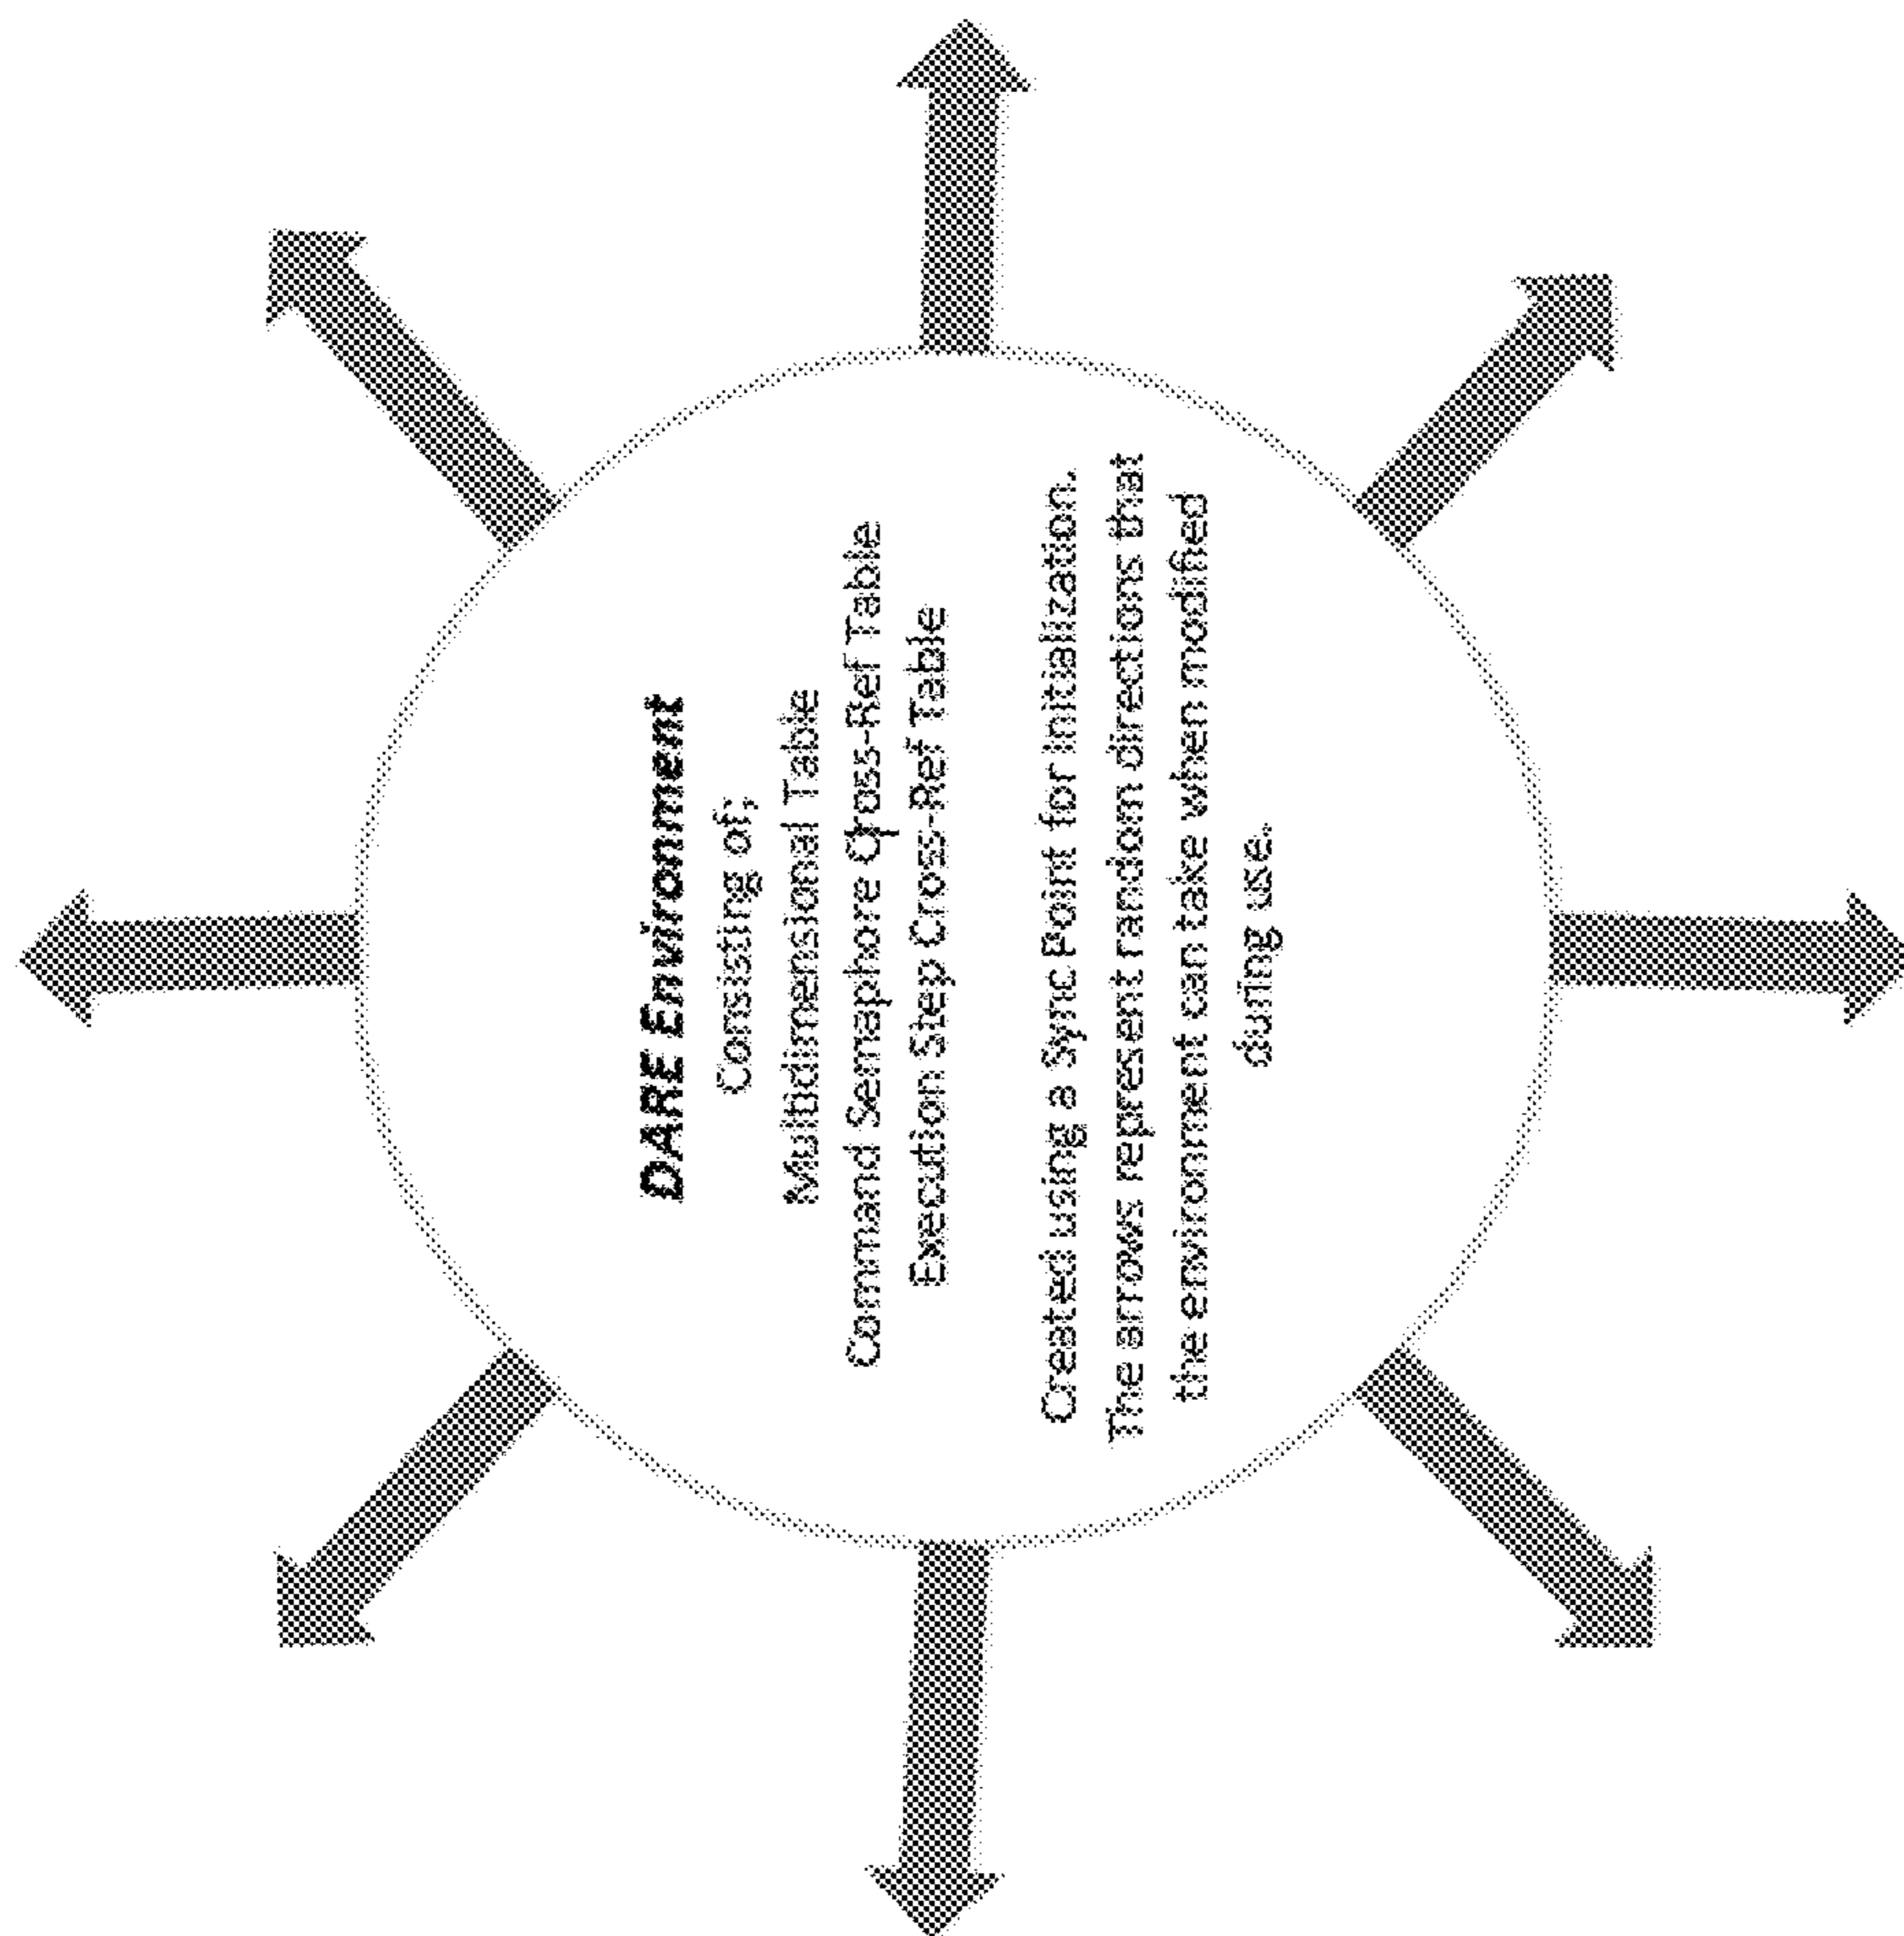 DARE Environment
Consisting of:
Multidimensional Table
Command Semaphore Cross-Ref Table
Execution Step Cross-Ref Table
Created using a Sync Point for initialization.
The arrows represent random directions that
the environment can take when modified
during use.